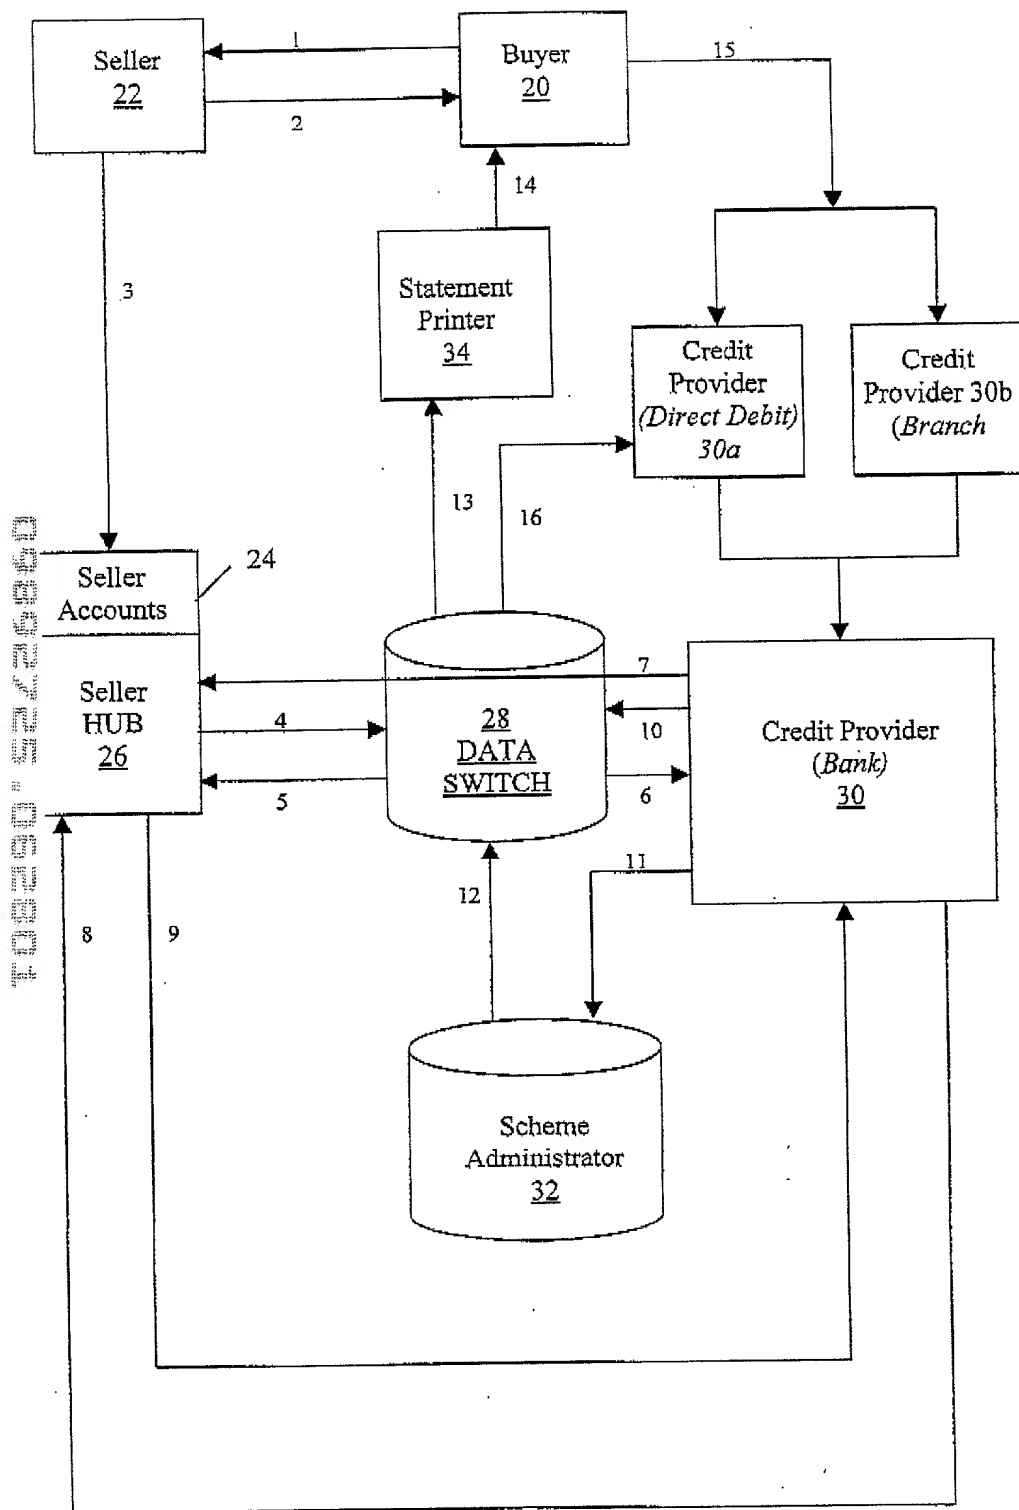 1
Seller
22
Buyer
20
15
2
14
3
Statement
Printer
34
Credit
Provider
(Direct Debit)
30a
Credit
Provider 30b
(Branch
13
16
24
Seller
Accounts
7
Seller
HUB
26
4
28
DATA
SWITCH
10
Credit Provider
(Bank)
30
5
6
11
12
8
9
Scheme
Administrator
32
09892725.062801